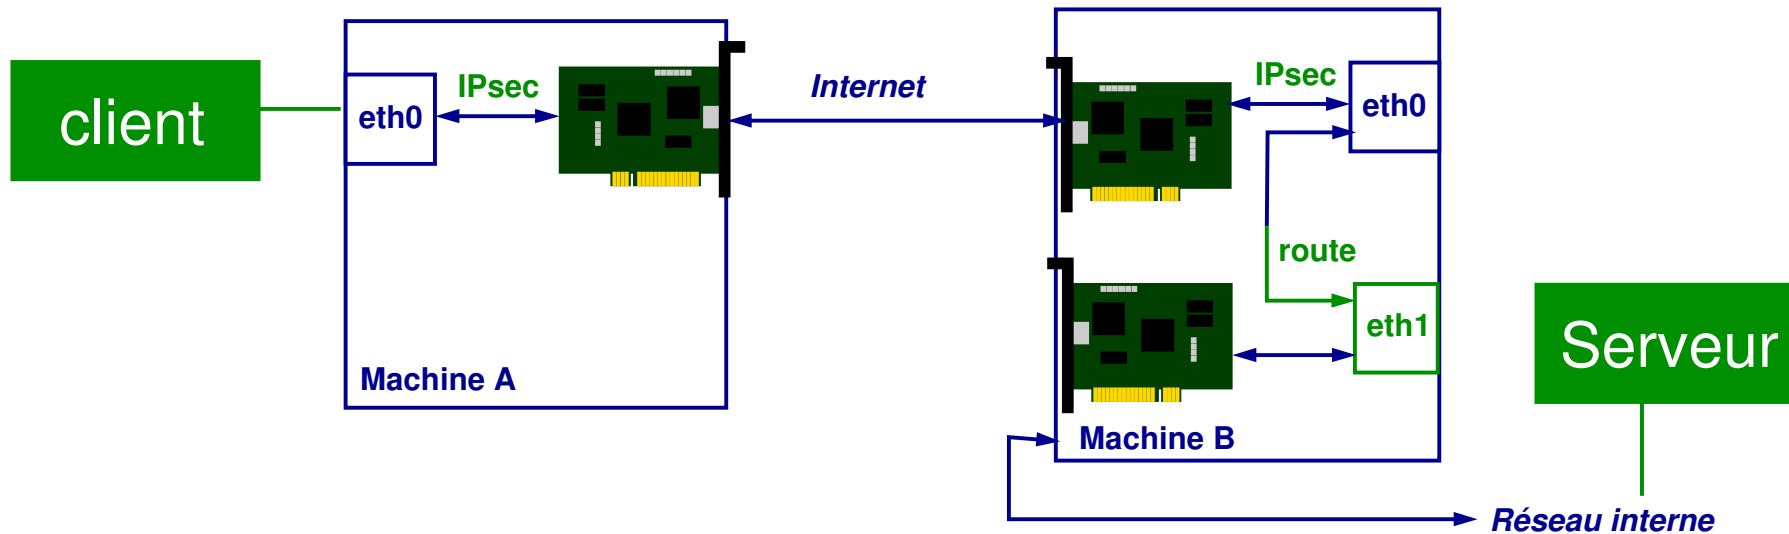 client
eth0
IPsec
Machine A
Internet
IPsec
eth0
route
eth1
Machine B
Serveur
Réseau interne